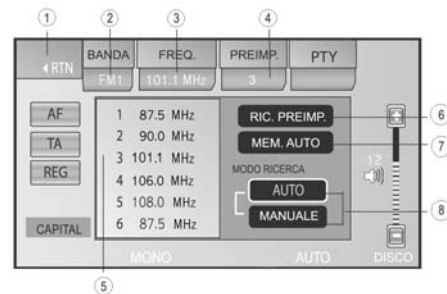 1 2 3 4
RTN BANDA FREQ. PREIMP. PTY
FM1 101.1 MHz 3
AF
TA
REG
CAPITAL
1 87.5 MHz
2 90.0 MHz
3 101.1 MHz
4 106.0 MHz
5 108.0 MHz
6 87.5 MHz
RIC. PREIMP. 6
MEM. AUTO 7
MODO RICERCA
AUTO
MANUALE 8
12
MONO AUTO DISCO
5